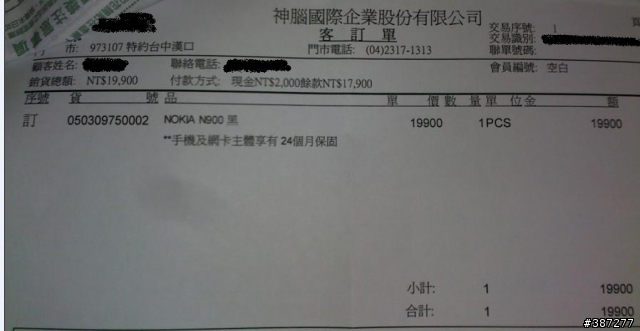 神腦國際企業股份有限公司
客 訂 單
交易序號: 1
交易識別:
聯單號碼:
市: 973107 特約台中漢口
門市電話: (04)2317-1313
顧客姓名:
聯絡電話:
會員編號: 空白
銷貨總額: NT$19,900
付款方式: 現金NT$2,000餘款NT$17,900
序號 貨 號 品 單 價 數 量 單 位 金 額
訂 050309750002 NOKIA N900 黑 19900 1 PCS 19900
**手機及網卡主體享有 24個月保固
小計: 1 19900
合計: 1 19900
#387277